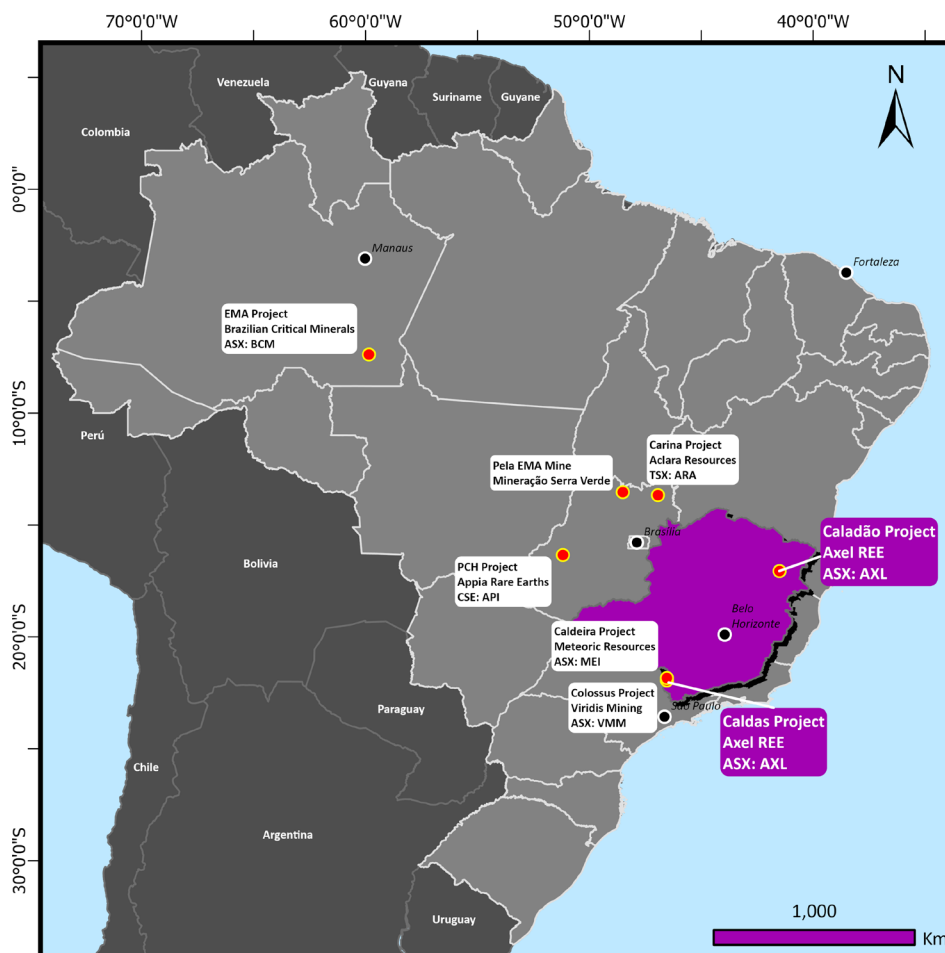 70°0'0"W
60°0'0"W
50°0'0"W
40°0'0"W
N
Venezuela
Guyana
Suriname
Guyane
Colombia
0°0'0"
Manaus
Fortaleza
EMA Project
Brazilian Critical Minerals
ASX: BCM
10°0'0"S
Perú
Carina Project
Aclara Resources
TSX: ARA
Pela EMA Mine
Mineração Serra Verde
Brasília
Caladão Project
Axel REE
ASX: AXL
Bolivia
PCH Project
Appia Rare Earths
CSE: API
Belo
Horizonte
20°0'0"S
Caldeira Project
Meteoric Resources
ASX: MEI
Colossus Project
Viridis Mining
ASX: VMM
São Paulo
Paraguay
Caldas Project
Axel REE
ASX: AXL
Chile
Argentina
30°0'0"S
Uruguay
1,000
Km